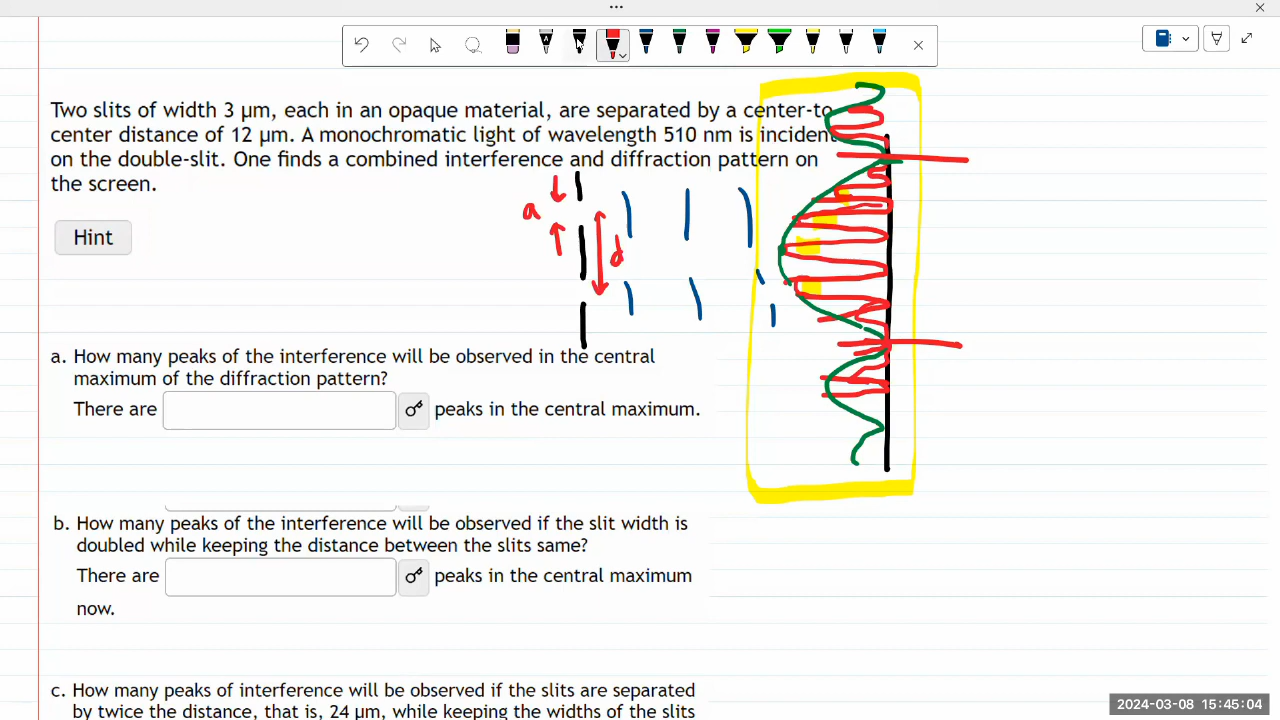 Two slits of width 3 µm, each in an opaque material, are separated by a center-to-
center distance of 12 µm. A monochromatic light of wavelength 510 nm is incident
on the double-slit. One finds a combined interference and diffraction pattern on
the screen.
a
d
Hint
a. How many peaks of the interference will be observed in the central
maximum of the diffraction pattern?
There are
peaks in the central maximum.
b. How many peaks of the interference will be observed if the slit width is
doubled while keeping the distance between the slits same?
There are
peaks in the central maximum
now.
c. How many peaks of interference will be observed if the slits are separated
by twice the distance, that is, 24 µm, while keeping the widths of the slits
2024-03-08 15:45:04